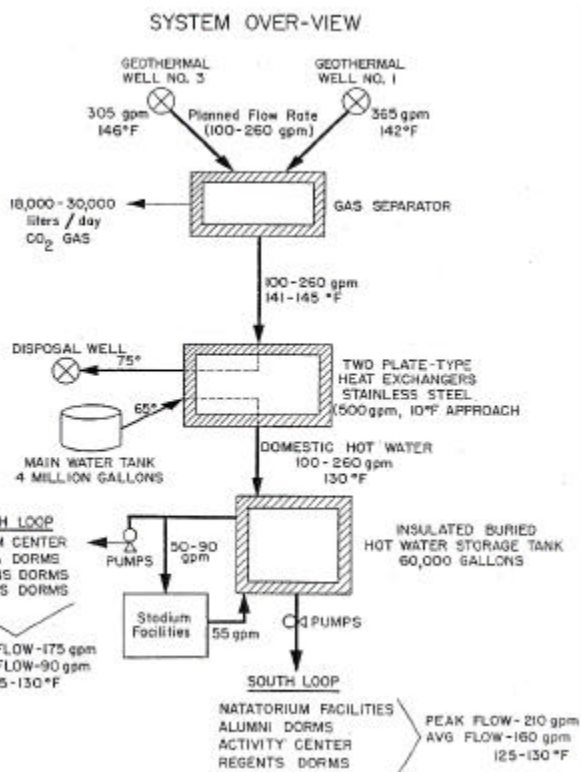 SYSTEM OVER-VIEW
GEOTHERMAL
WELL NO. 3
GEOTHERMAL
WELL NO. 1
305 gpm
146°F
Planned Flow Rate
(100-260 gpm)
365 gpm
142°F
18,000-30,000
liters / day
CO2 GAS
GAS SEPARATOR
100-260 gpm
141-145 °F
DISPOSAL WELL
75°
65°
TWO PLATE-TYPE
HEAT EXCHANGERS
STAINLESS STEEL
(500 gpm, 10°F APPROACH
MAIN WATER TANK
4 MILLION GALLONS
DOMESTIC HOT WATER
100-260 gpm
130°F
H LOOP
M CENTER
DORMS
NS DORMS
S DORMS
PUMPS
50-90
gpm
INSULATED BURIED
HOT WATER STORAGE TANK
60,000 GALLONS
Stadium
Facilities
55 gpm
PUMPS
FLOW-175 gpm
FLOW-90 gpm
5-130°F
SOUTH LOOP
NATATORIUM FACILITIES
ALUMNI DORMS
ACTIVITY CENTER
REGENTS DORMS
PEAK FLOW-210 gpm
AVG FLOW-160 gpm
125-130°F